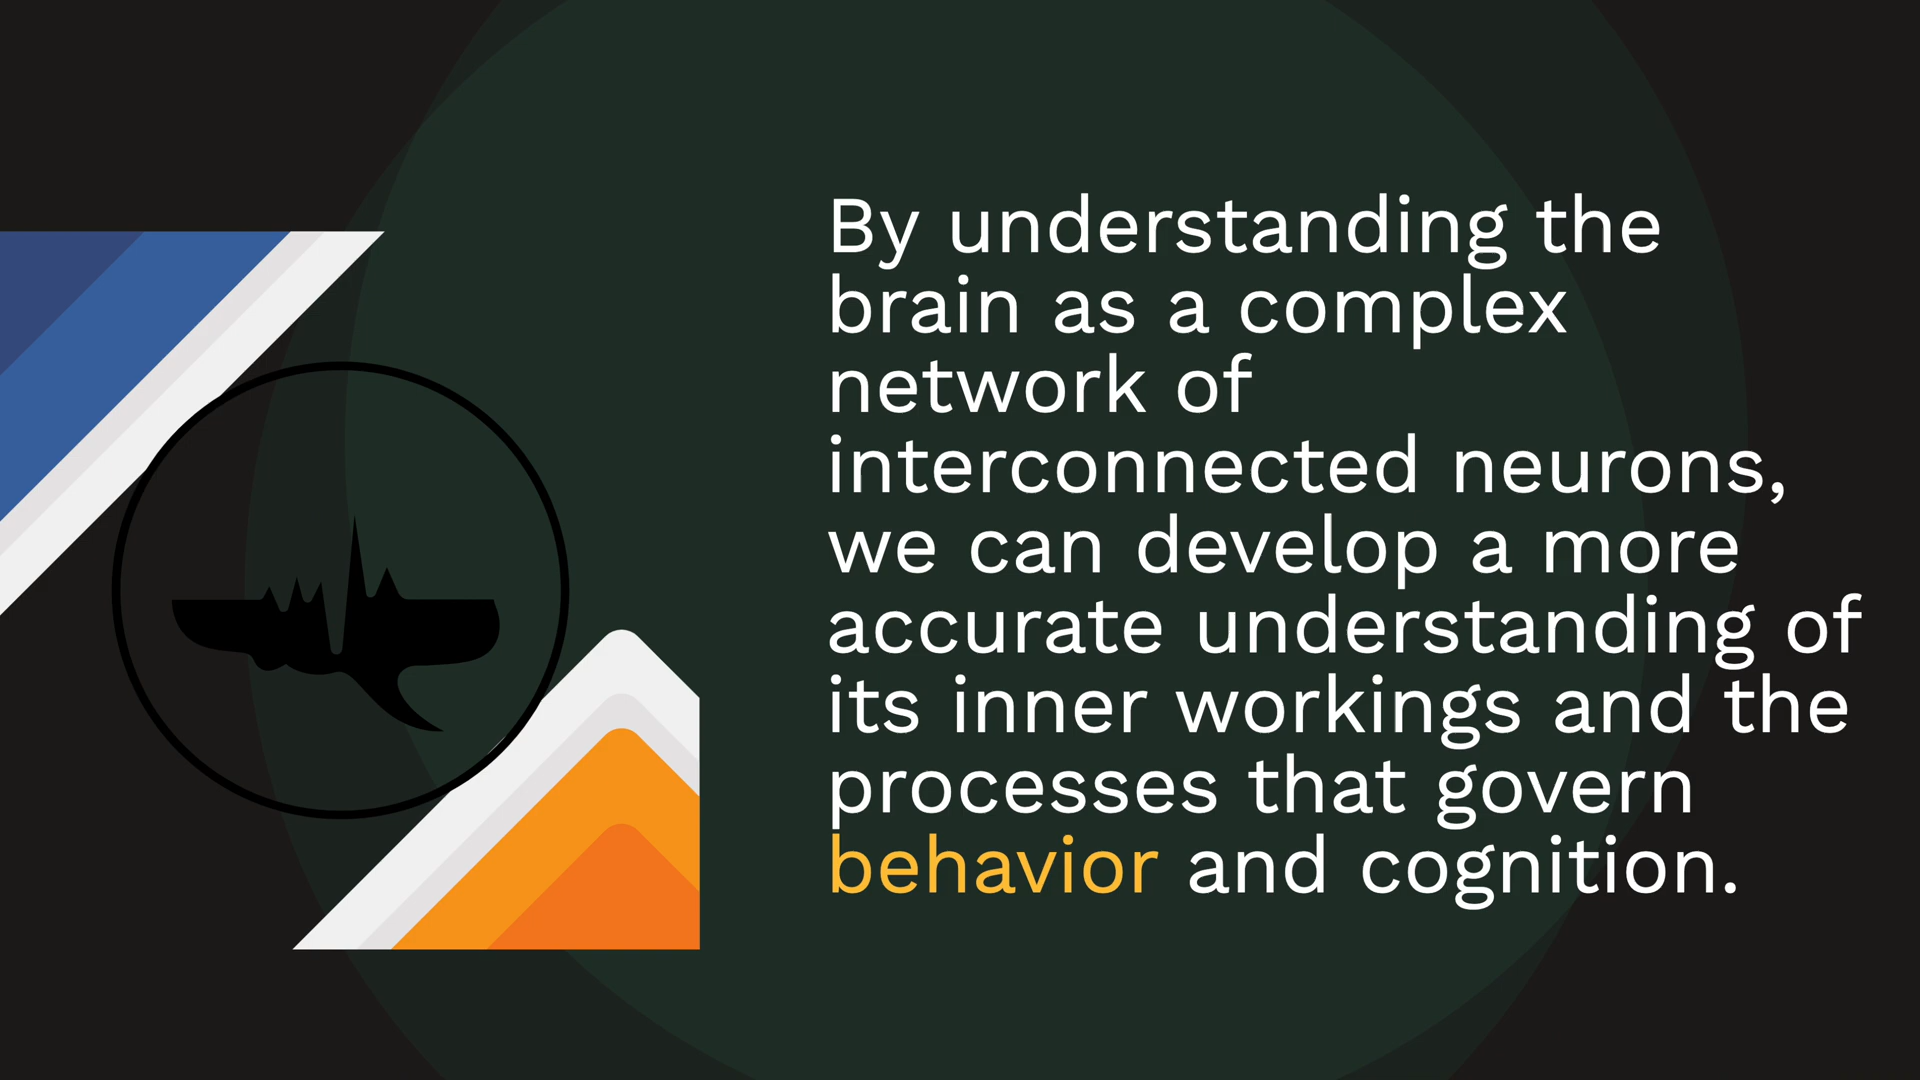 By understanding the
brain as a complex
network of
interconnected neurons,
we can develop a more
accurate understanding of
its inner workings and the
processes that govern
behavior and cognition.